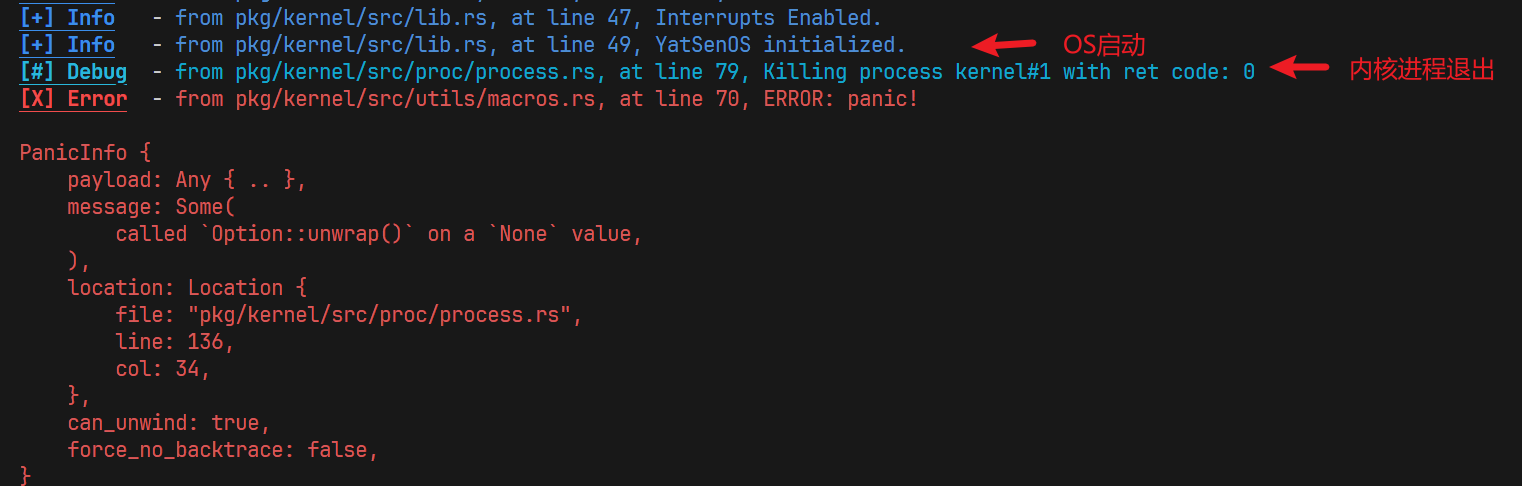 [+] Info   - from pkg/kernel/src/lib.rs, at line 47, Interrupts Enabled.
[+] Info   - from pkg/kernel/src/lib.rs, at line 49, YatSenOS initialized. OS启动
[#] Debug  - from pkg/kernel/src/proc/process.rs, at line 79, Killing process kernel#1 with ret code: 0 内核进程退出
[X] Error  - from pkg/kernel/src/utils/macros.rs, at line 70, ERROR: panic!
PanicInfo {
    payload: Any { .. },
    message: Some(
        called `Option::unwrap()` on a `None` value,
    ),
    location: Location {
        file: "pkg/kernel/src/proc/process.rs",
        line: 136,
        col: 34,
    },
    can_unwind: true,
    force_no_backtrace: false,
}